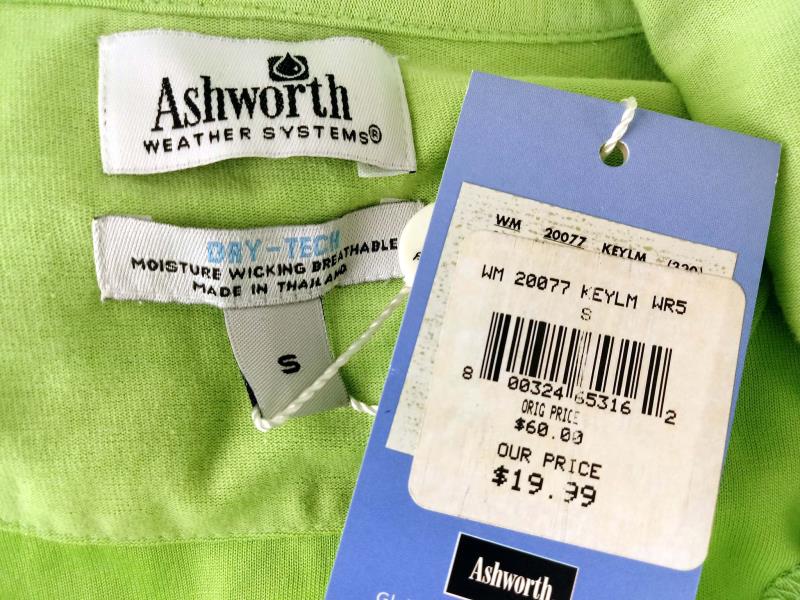 Ashworth
WEATHER SYSTEMS®
DRY-TECH
MOISTURE WICKING BREATHABLE
MADE IN THAILAND
S
WM 20077 KEYLM (320)
WM 20077 KEYLM WR5
S
8 00324 65316 2
ORIG PRICE
$60.00
OUR PRICE
$19.99
Ashworth